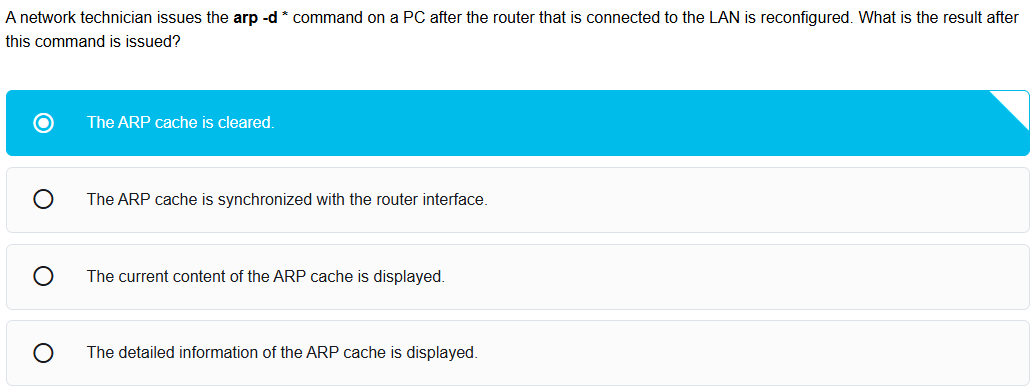 A network technician issues the arp -d * command on a PC after the router that is connected to the LAN is reconfigured. What is the result after
this command is issued?
The ARP cache is cleared.
The ARP cache is synchronized with the router interface.
The current content of the ARP cache is displayed.
The detailed information of the ARP cache is displayed.